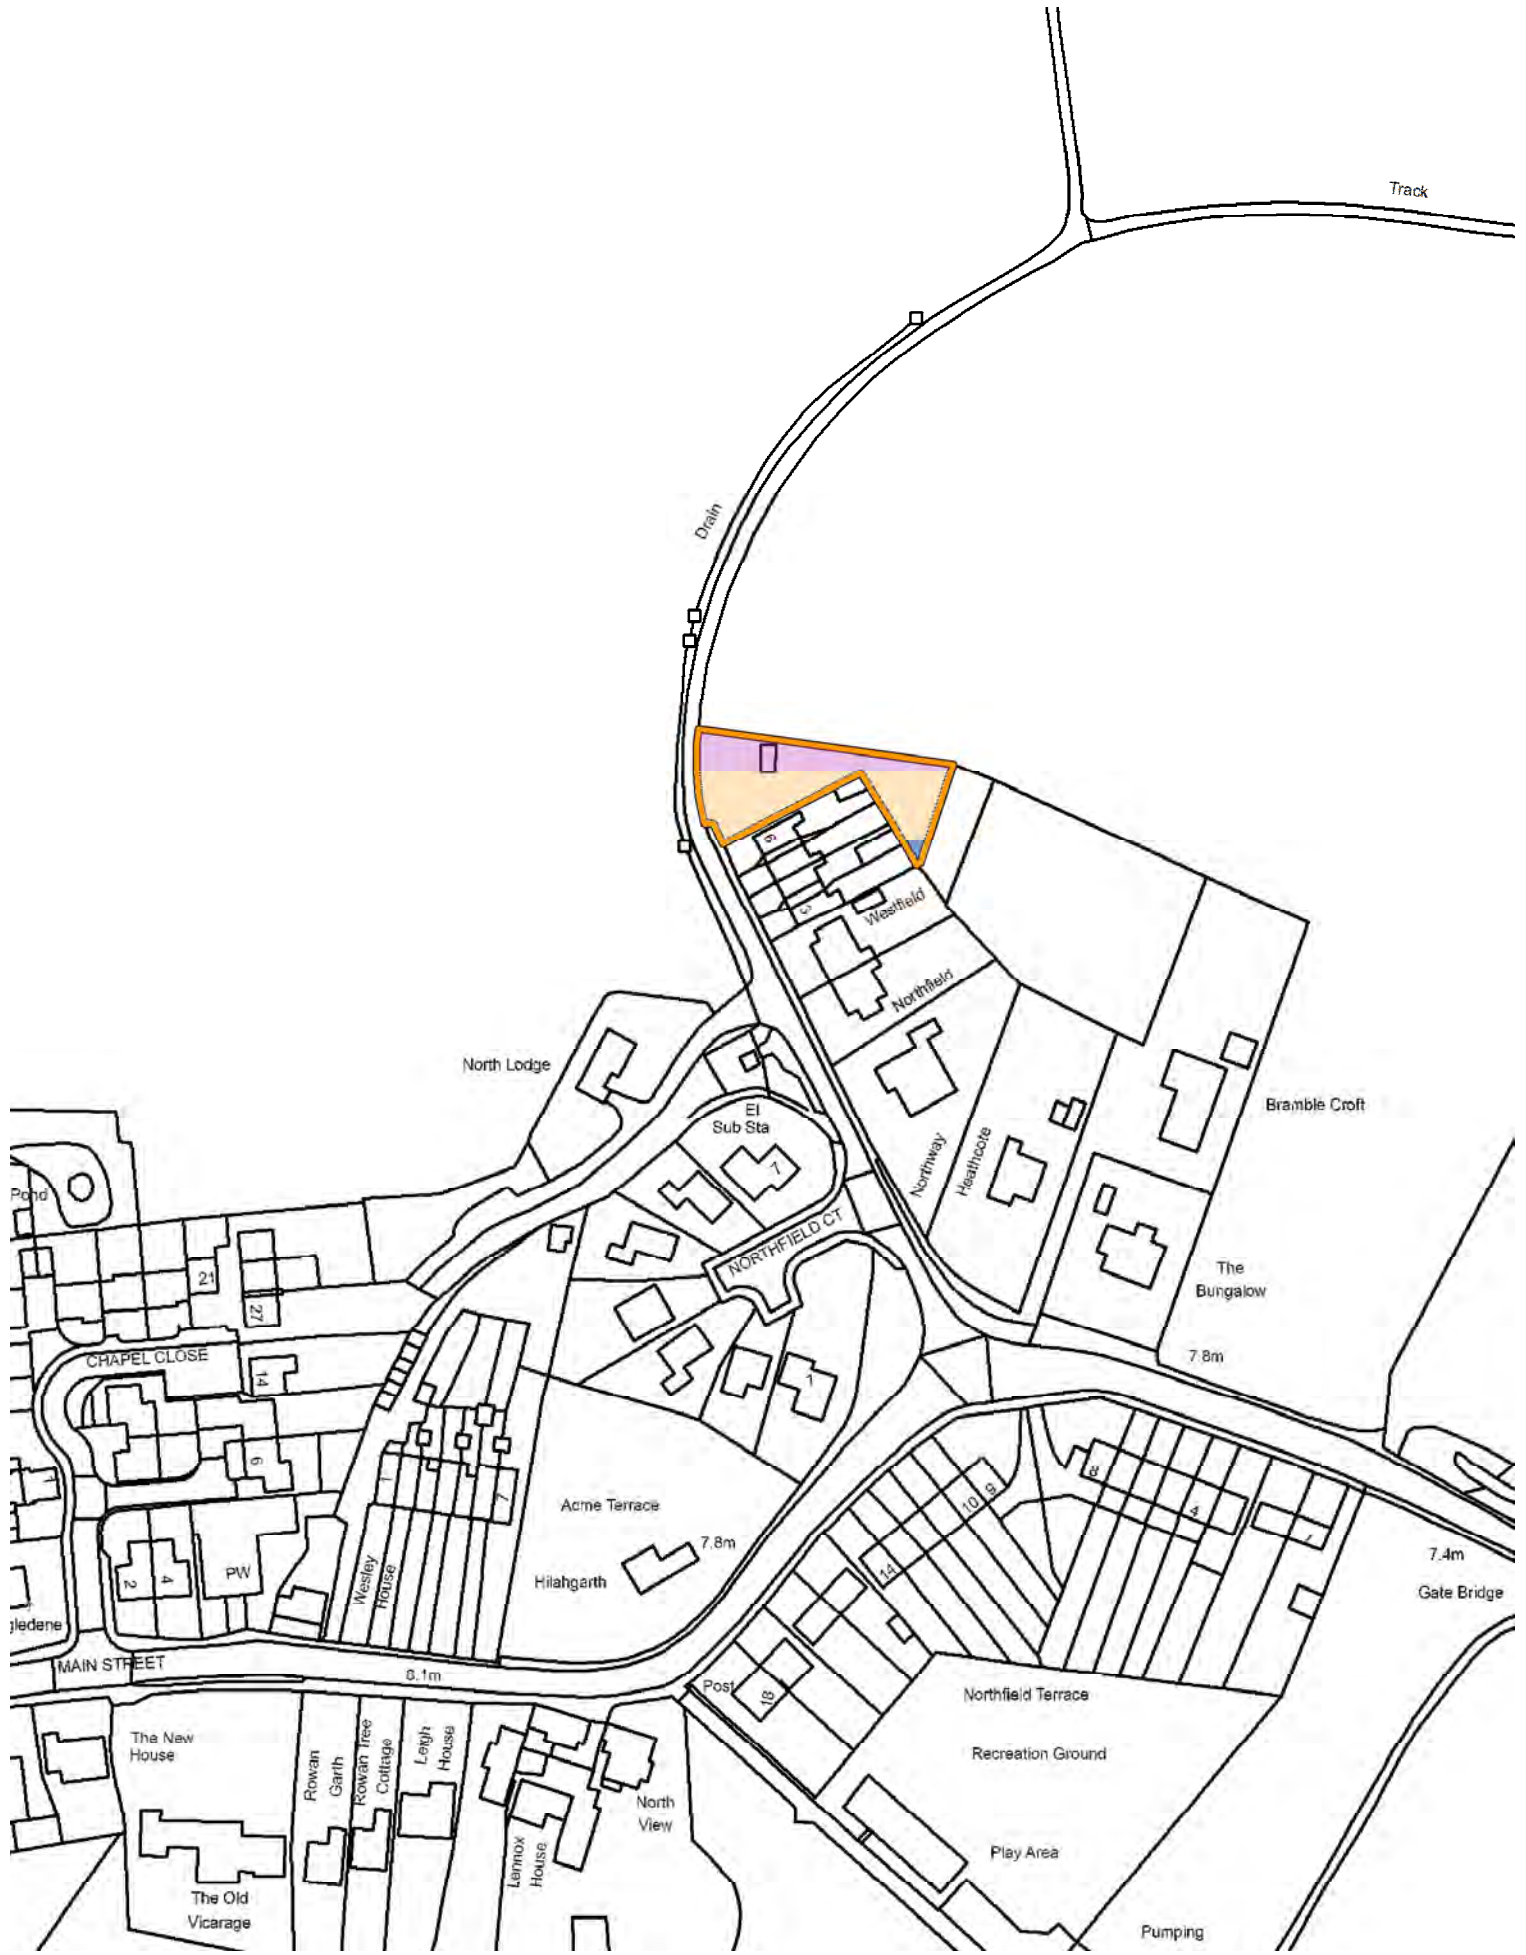 Track
Drain
6
3
Westfield
Northfield
North Lodge
El
Sub Sta
7
Bramble Croft
Northway
Heathcote
Pond
NORTHFIELD CT
21
27
The
Bungalow
CHAPEL CLOSE
14
7.8m
1
6
8
1
7
Acme Terrace
10
9
4
7.8m
2
4
PW
Wesley
House
Hilahgarth
14
7.4m
Gate Bridge
gledene
MAIN STREET
8.1m
Post
18
Northfield Terrace
The New
House
Rowan
Garth
Rowan Tree
Cottage
Leigh
House
Recreation Ground
North
View
Lennox
House
Play Area
The Old
Vicarage
Pumping